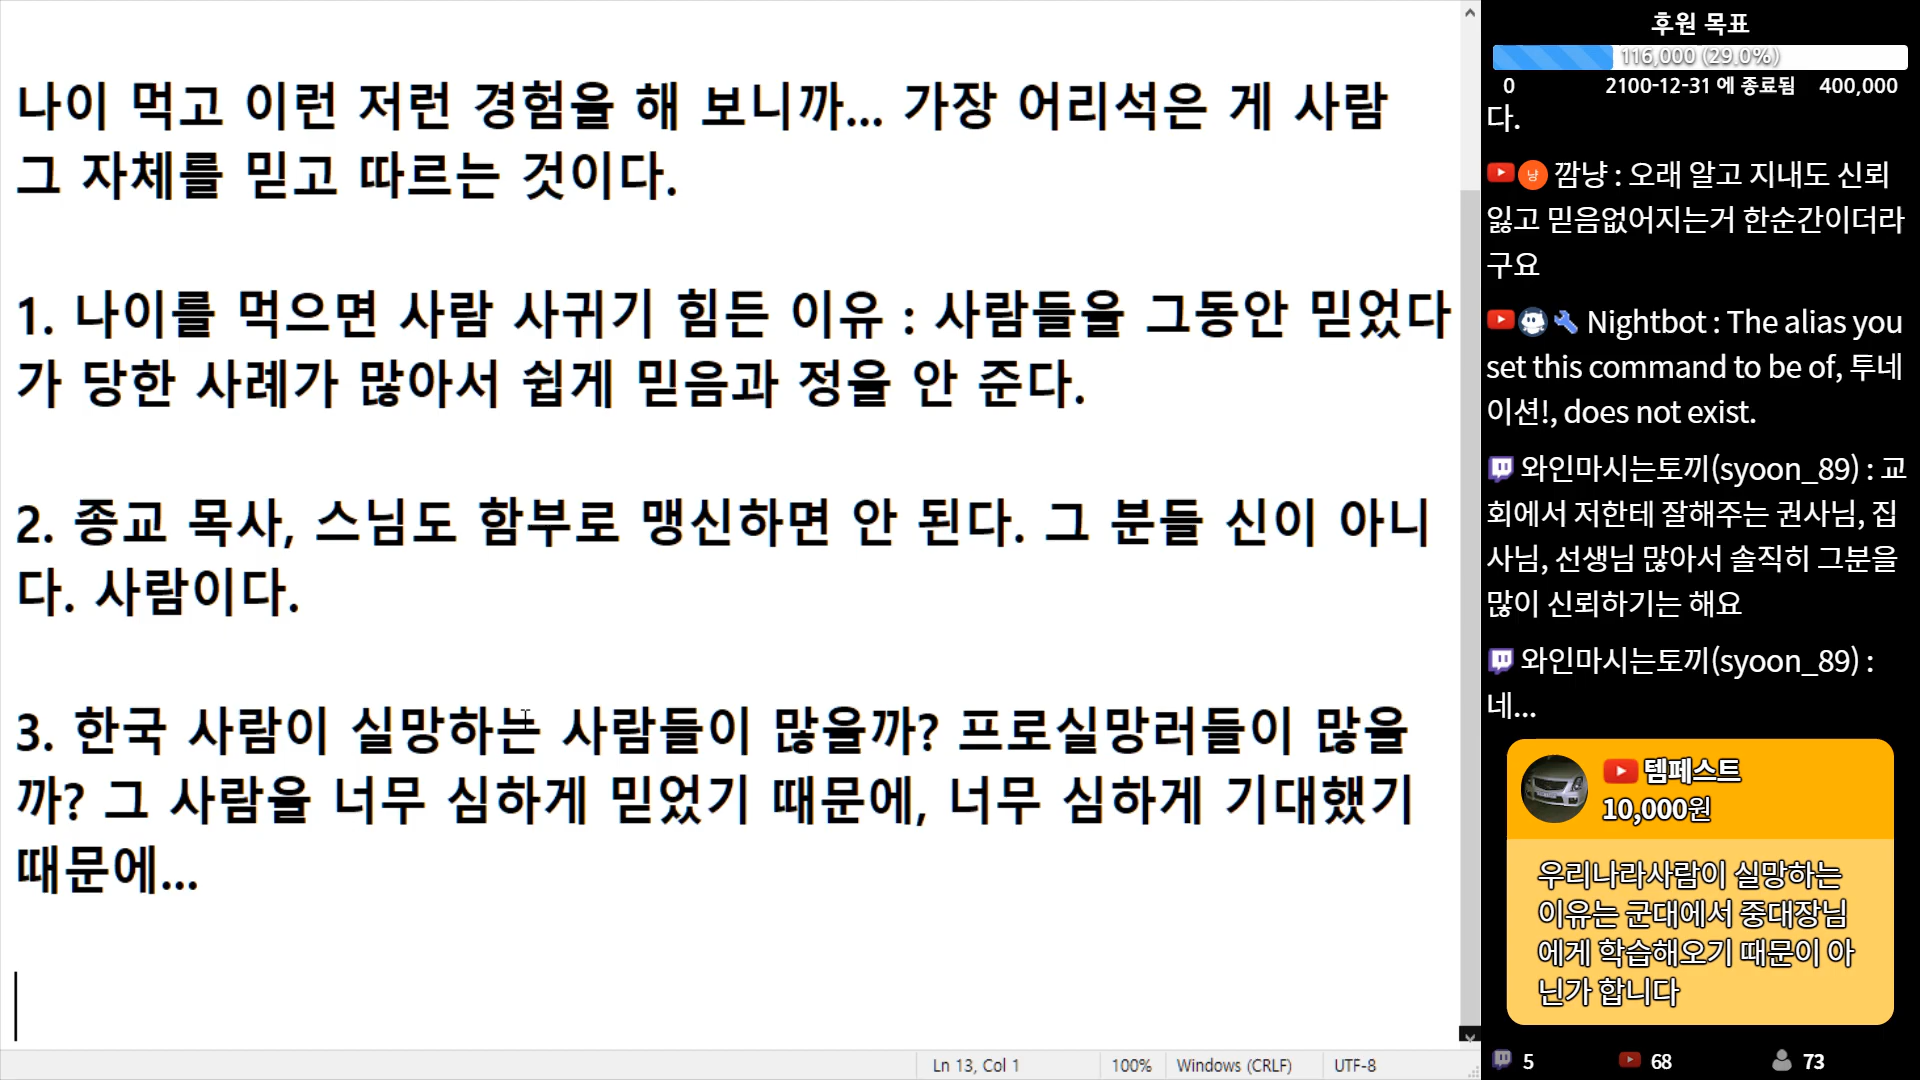 나이 먹고 이런 저런 경험을 해 보니까... 가장 어리석은 게 사람
그 자체를 믿고 따르는 것이다.
1. 나이를 먹으면 사람 사귀기 힘든 이유 : 사람들을 그동안 믿었다
가 당한 사례가 많아서 쉽게 믿음과 정을 안 준다.
2. 종교 목사, 스님도 함부로 맹신하면 안 된다. 그 분들 신이 아니
다. 사람이다.
3. 한국 사람이 실망하는 사람들이 많을까? 프로실망러들이 많을
까? 그 사람을 너무 심하게 믿었기 때문에, 너무 심하게 기대했기
때문에...
Ln 13, Col 1
100%
Windows (CRLF)
UTF-8
후원 목표
116,000 (29.0%)
0 2100-12-31 에 종료됨 400,000
다.
냥 깜냥 : 오래 알고 지내도 신뢰
잃고 믿음없어지는거 한순간이더라
구요
Nightbot : The alias you
set this command to be of, 투네
이션!, does not exist.
와인마시는토끼(syoon_89) : 교
회에서 저한테 잘해주는 권사님, 집
사님, 선생님 많아서 솔직히 그분을
많이 신뢰하기는 해요
와인마시는토끼(syoon_89) :
네...
템페스트
10,000원
우리나라사람이 실망하는
이유는 군대에서 중대장님
에게 학습해오기 때문이 아
닌가 합니다
5 68 73